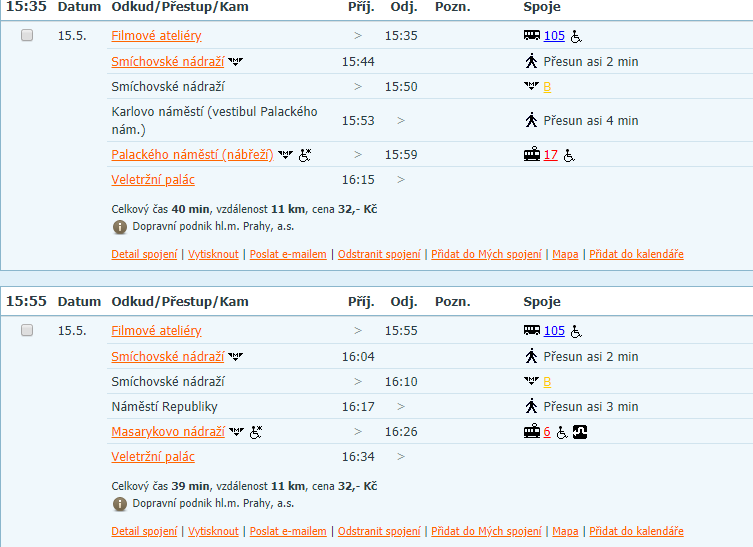 15:35 Datum Odkud/Přestup/Kam Příj. Odj. Pozn. Spoje
15.5. Filmové ateliéry > 15:35 105
Smíchovské nádraží 15:44 Přesun asi 2 min
Smíchovské nádraží > 15:50 B
Karlovo náměstí (vestibul Palackého
nám.) 15:53 > Přesun asi 4 min
Palackého náměstí (nábřeží) > 15:59 17
Veletržní palác 16:15 >
Celkový čas 40 min, vzdálenost 11 km, cena 32,- Kč
Dopravní podnik hl.m. Prahy, a.s.
Detail spojení | Vytisknout | Poslat e-mailem | Odstranit spojení | Přidat do Mých spojení | Mapa | Přidat do kalendáře
15:55 Datum Odkud/Přestup/Kam Příj. Odj. Pozn. Spoje
15.5. Filmové ateliéry > 15:55 105
Smíchovské nádraží 16:04 Přesun asi 2 min
Smíchovské nádraží > 16:10 B
Náměstí Republiky 16:17 > Přesun asi 3 min
Masarykovo nádraží > 16:26 6
Veletržní palác 16:34 >
Celkový čas 39 min, vzdálenost 11 km, cena 32,- Kč
Dopravní podnik hl.m. Prahy, a.s.
Detail spojení | Vytisknout | Poslat e-mailem | Odstranit spojení | Přidat do Mých spojení | Mapa | Přidat do kalendáře